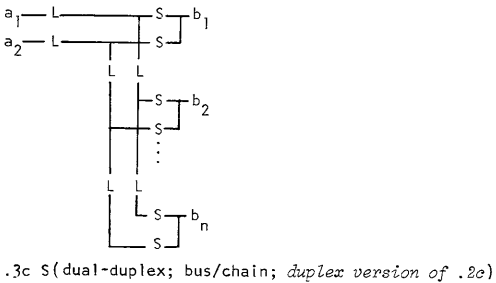 a1 L S b1
a2 L S
L L
S b2
S
L L
S bn
S
.3c S(dual-duplex; bus/chain; duplex version of .2c)